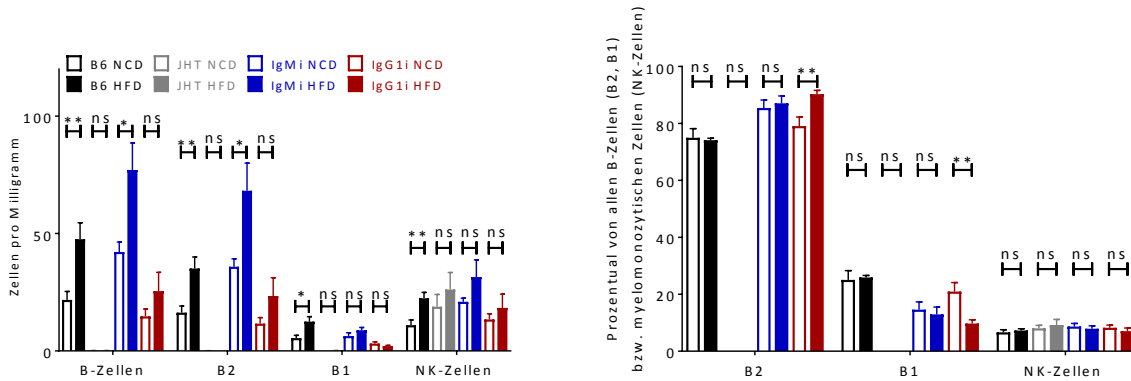 B6 NCD JHT NCD IgMi NCD IgG1i NCD
B6 HFD JHT HFD IgMi HFD IgG1i HFD
Zellen pro Milligramm
100
50
0
** ns * ns
** ns * ns
* ns ns ns
** ns ns ns
B-Zellen B2 B1 NK-Zellen
Prozentual von allen B-Zellen (B2, B1)
bzw. myelomonozytischen Zellen (NK-Zellen)
100
80
60
40
20
0
ns ns ns **
ns ns ns **
ns ns ns ns
B2 B1 NK-Zellen